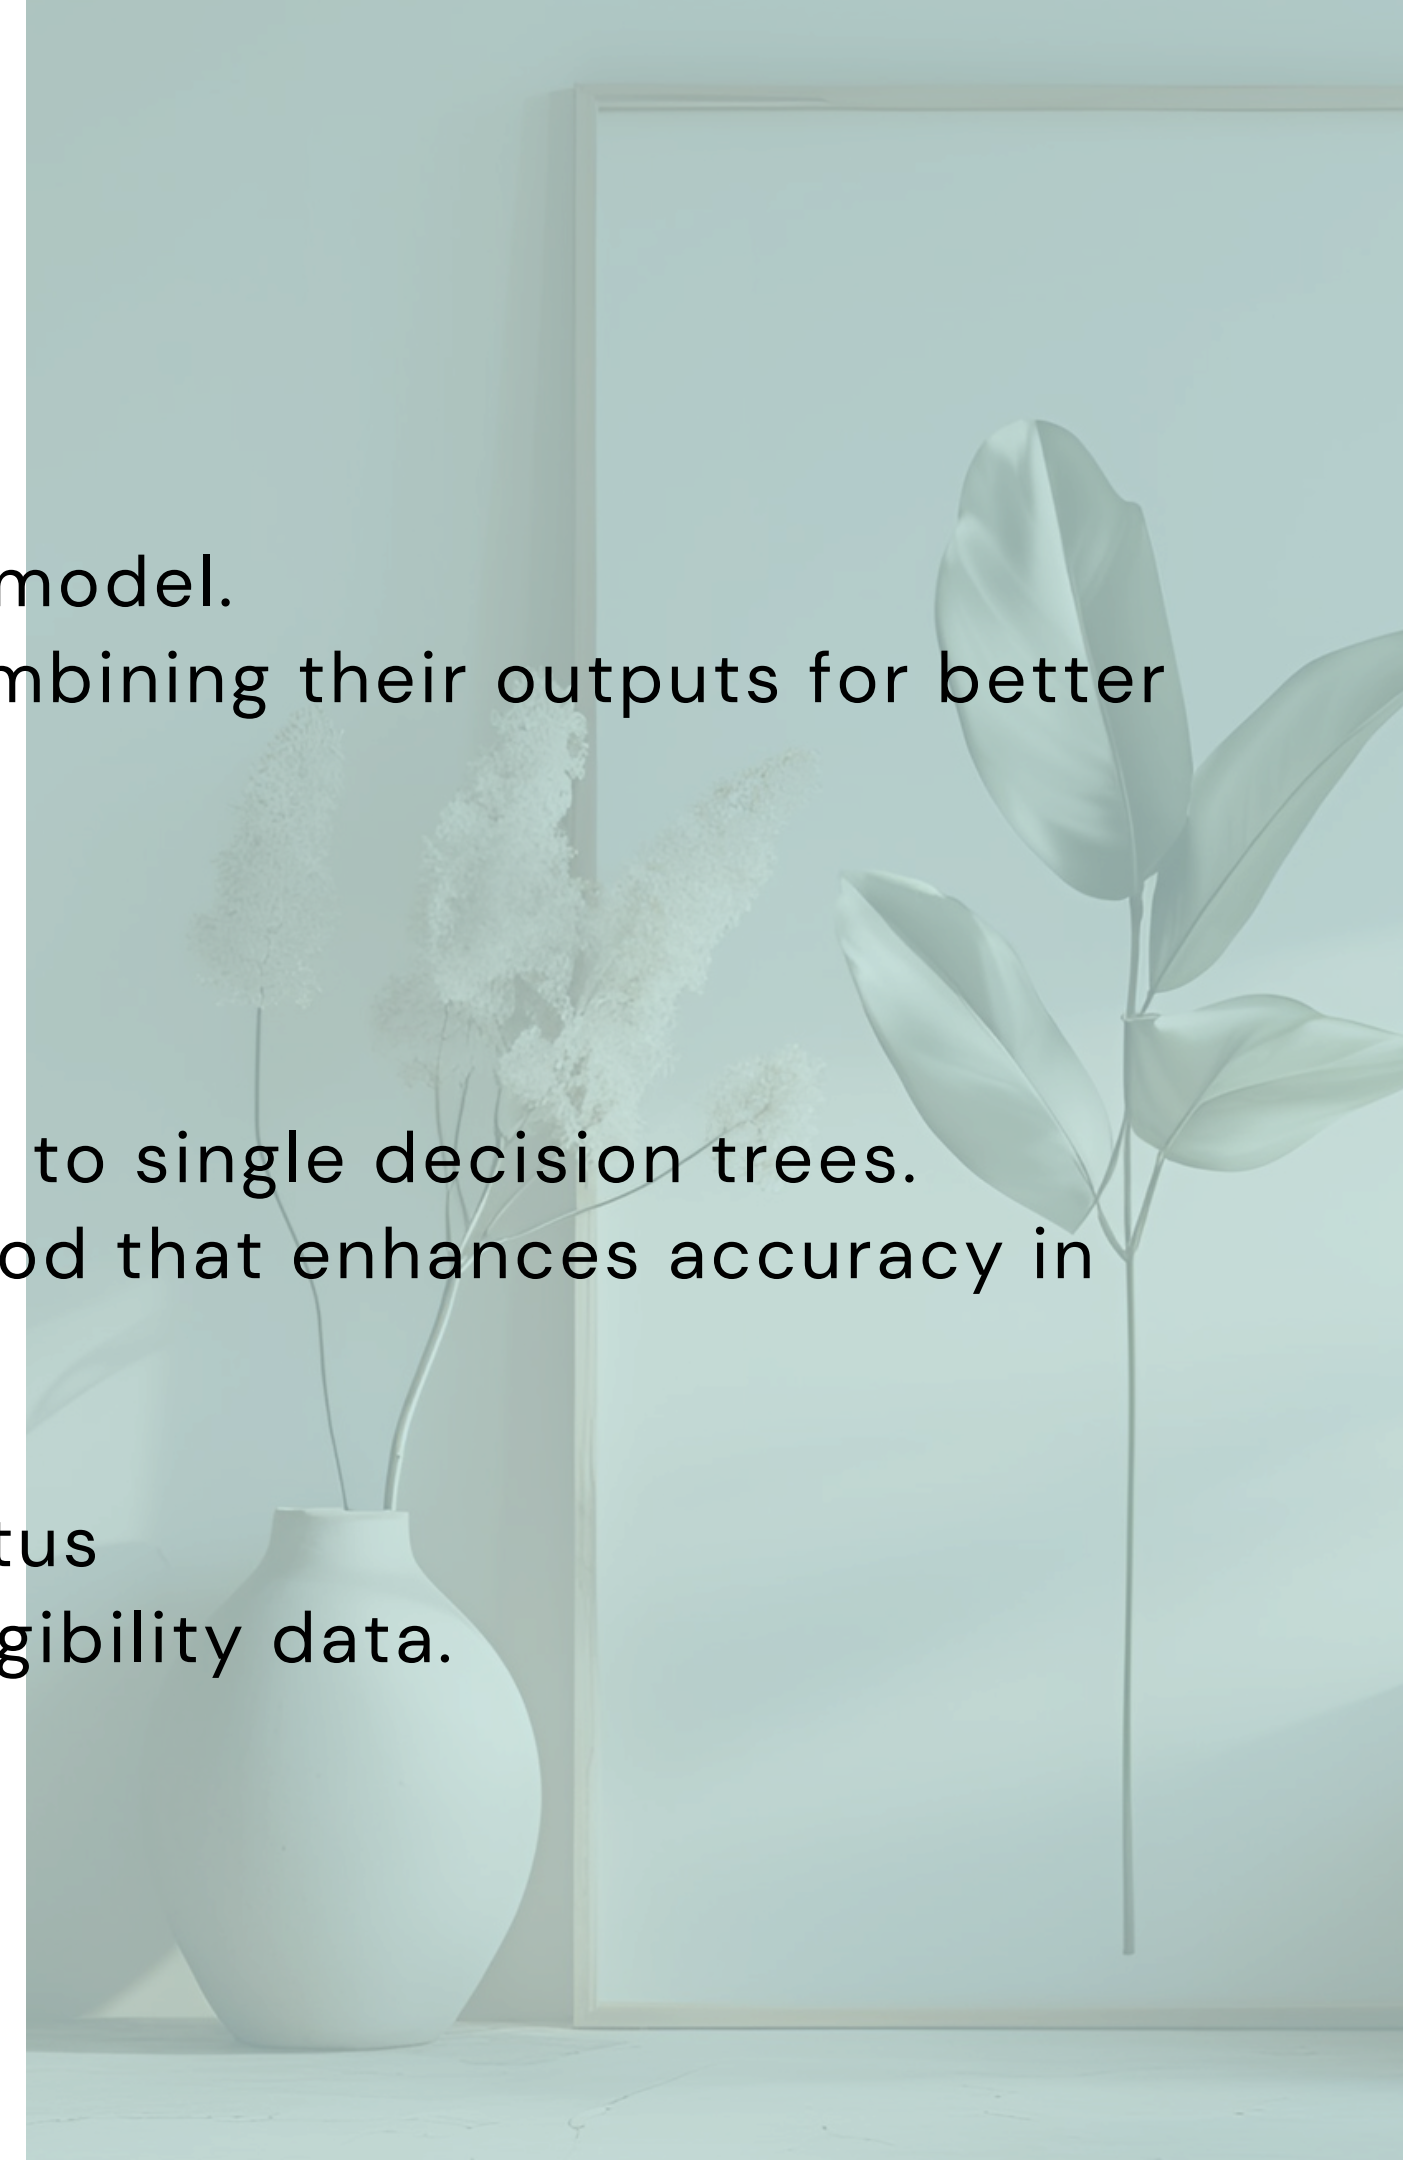 model.
mbining their outputs for better
to single decision trees.
od that enhances accuracy in
tus
gibility data.